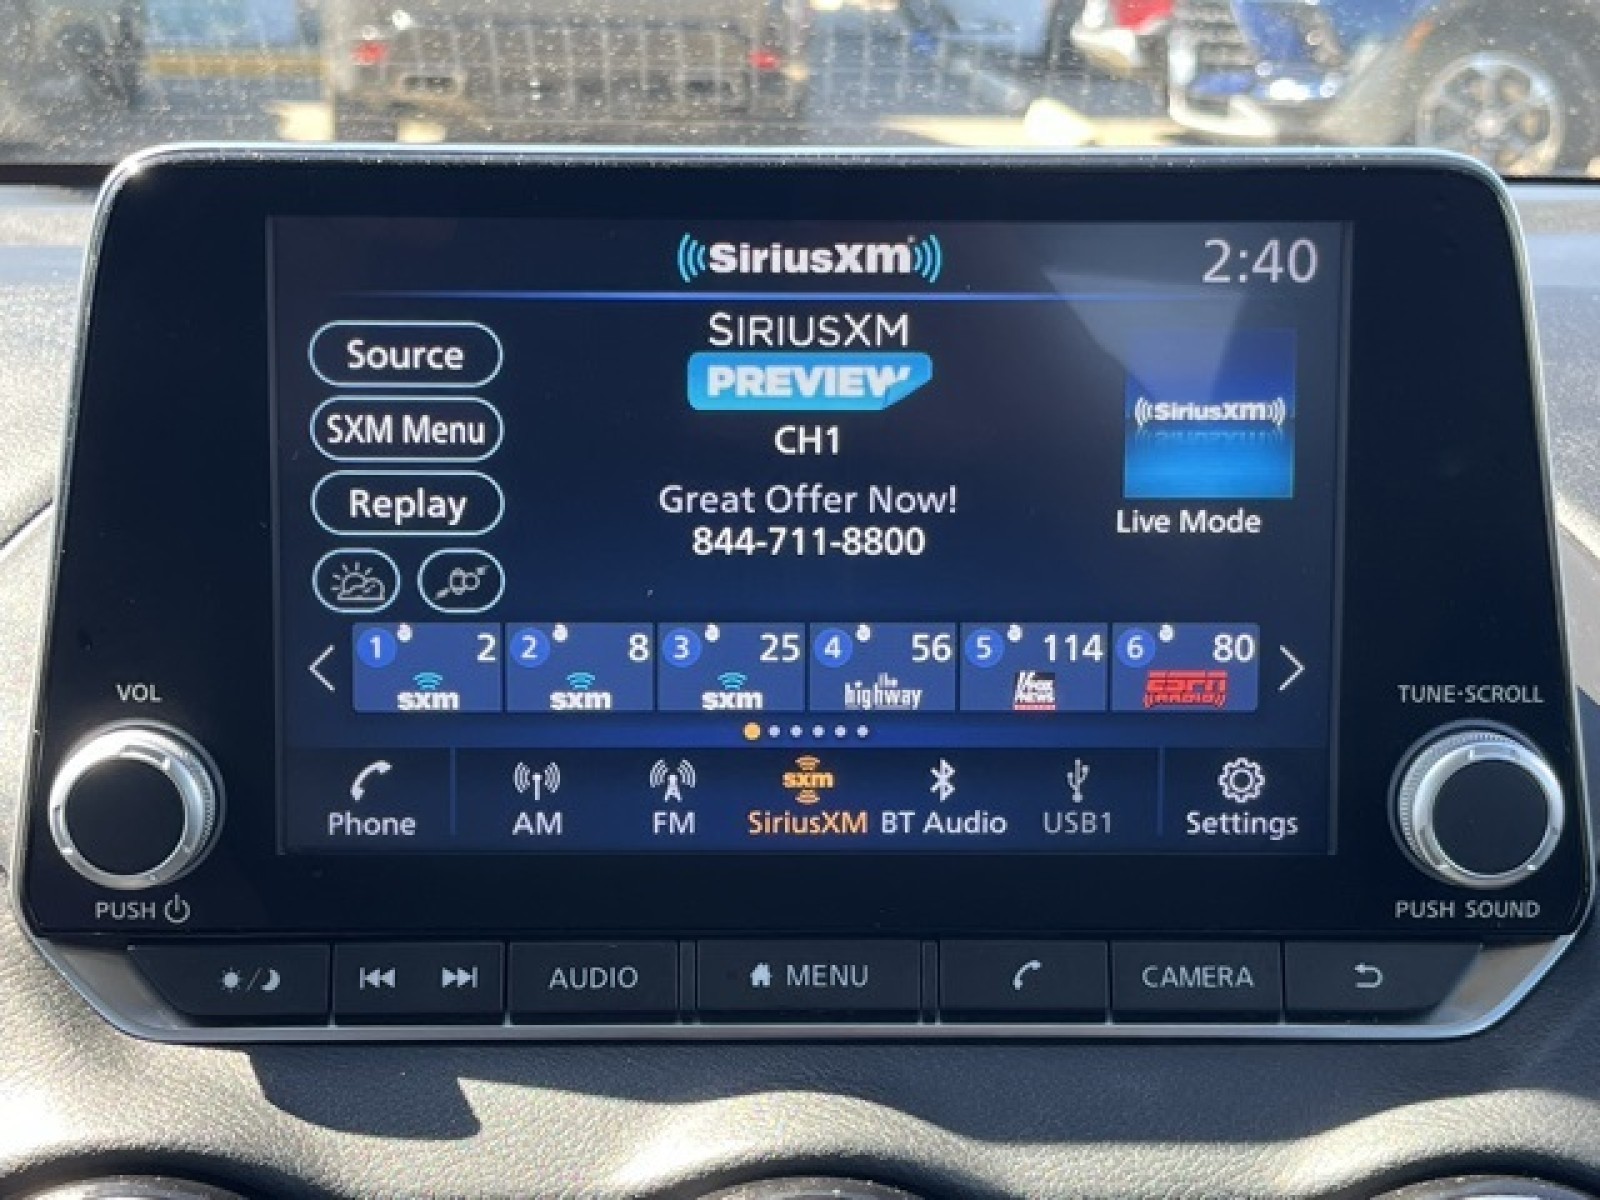 SiriusXM
2:40
Source
SXM Menu
Replay
SIRIUSXM
PREVIEW
CH1
Great Offer Now!
844-711-8800
SiriusXM
Live Mode
1 2 sxm
2 8 sxm
3 25 sxm
4 56 the highway
5 114 FOX NEWS
6 80 ESPN RADIO
Phone
AM
FM
sxm
SiriusXM
BT Audio
USB1
Settings
VOL
PUSH
TUNE·SCROLL
PUSH SOUND
AUDIO
MENU
CAMERA